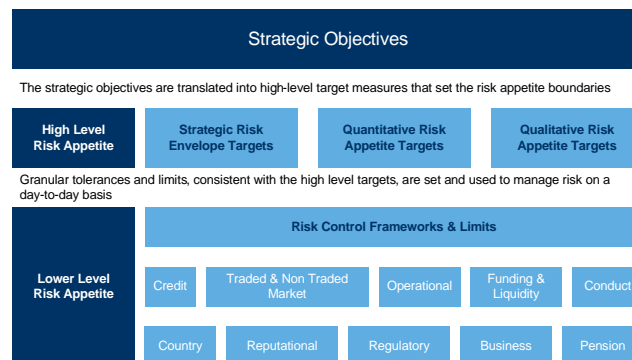 Strategic Objectives
The strategic objectives are translated into high-level target measures that set the risk appetite boundaries
High Level
Risk Appetite
Strategic Risk
Envelope Targets
Quantitative Risk
Appetite Targets
Qualitative Risk
Appetite Targets
Granular tolerances and limits, consistent with the high level targets, are set and used to manage risk on a
day-to-day basis
Lower Level
Risk Appetite
Risk Control Frameworks & Limits
Credit
Traded & Non Traded
Market
Operational
Funding &
Liquidity
Conduct
Country
Reputational
Regulatory
Business
Pension